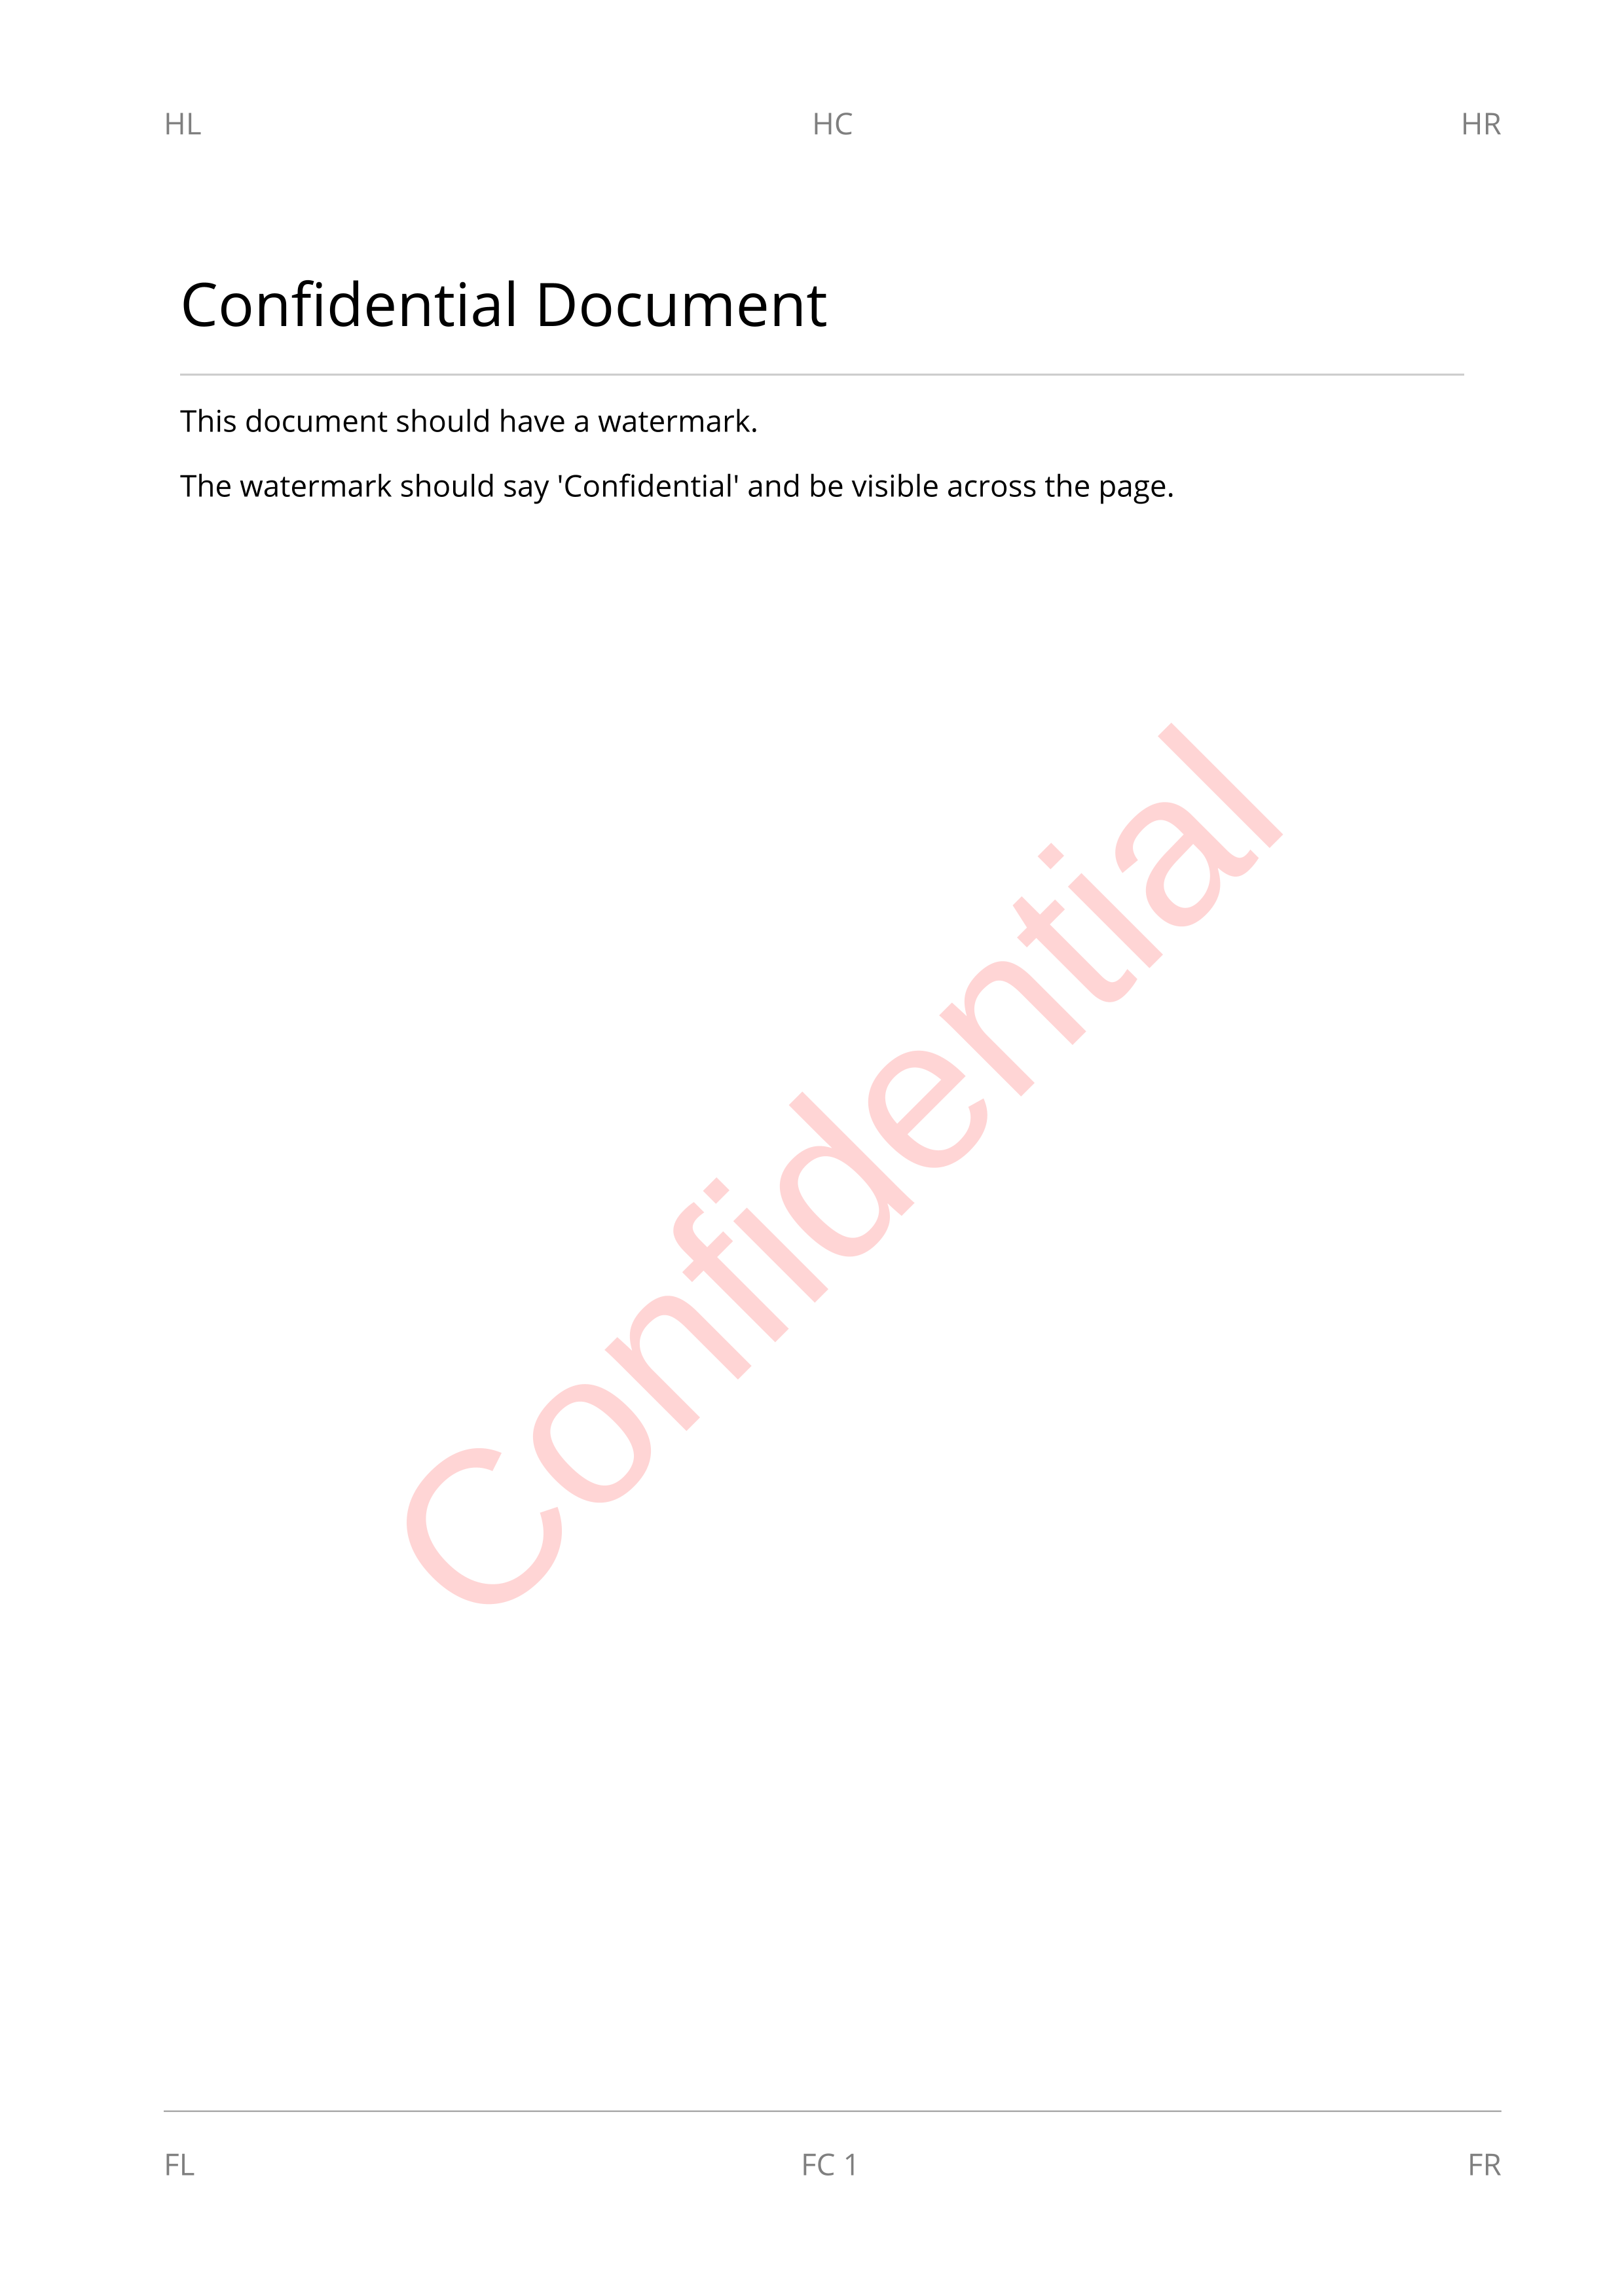 HL HC HR
Confidential Document
This document should have a watermark.
The watermark should say 'Confidential' and be visible across the page.
Confidential
FL FC 1 FR